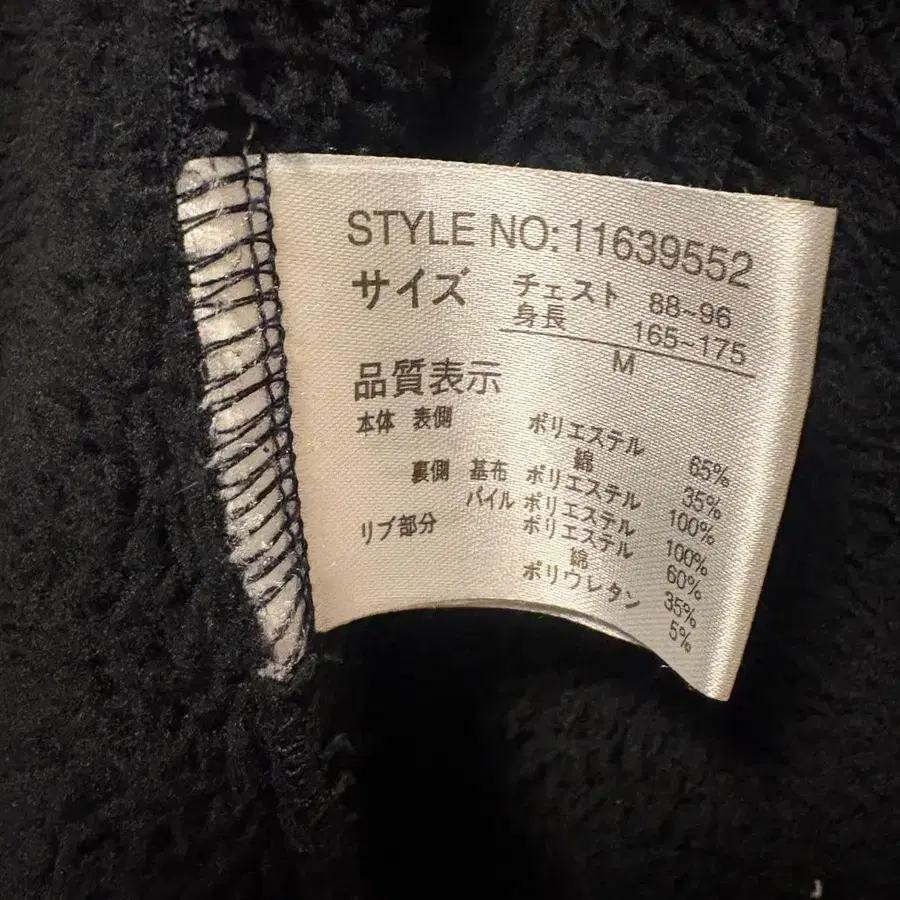 STYLE NO:11639552
サイズ チェスト 88~96
身長 165~175
M
品質表示
本体 表側 ポリエステル 65%
綿 35%
裏側 基布 ポリエステル 100%
パイル ポリエステル 100%
リブ部分 ポリエステル 60%
綿 35%
ポリウレタン 5%